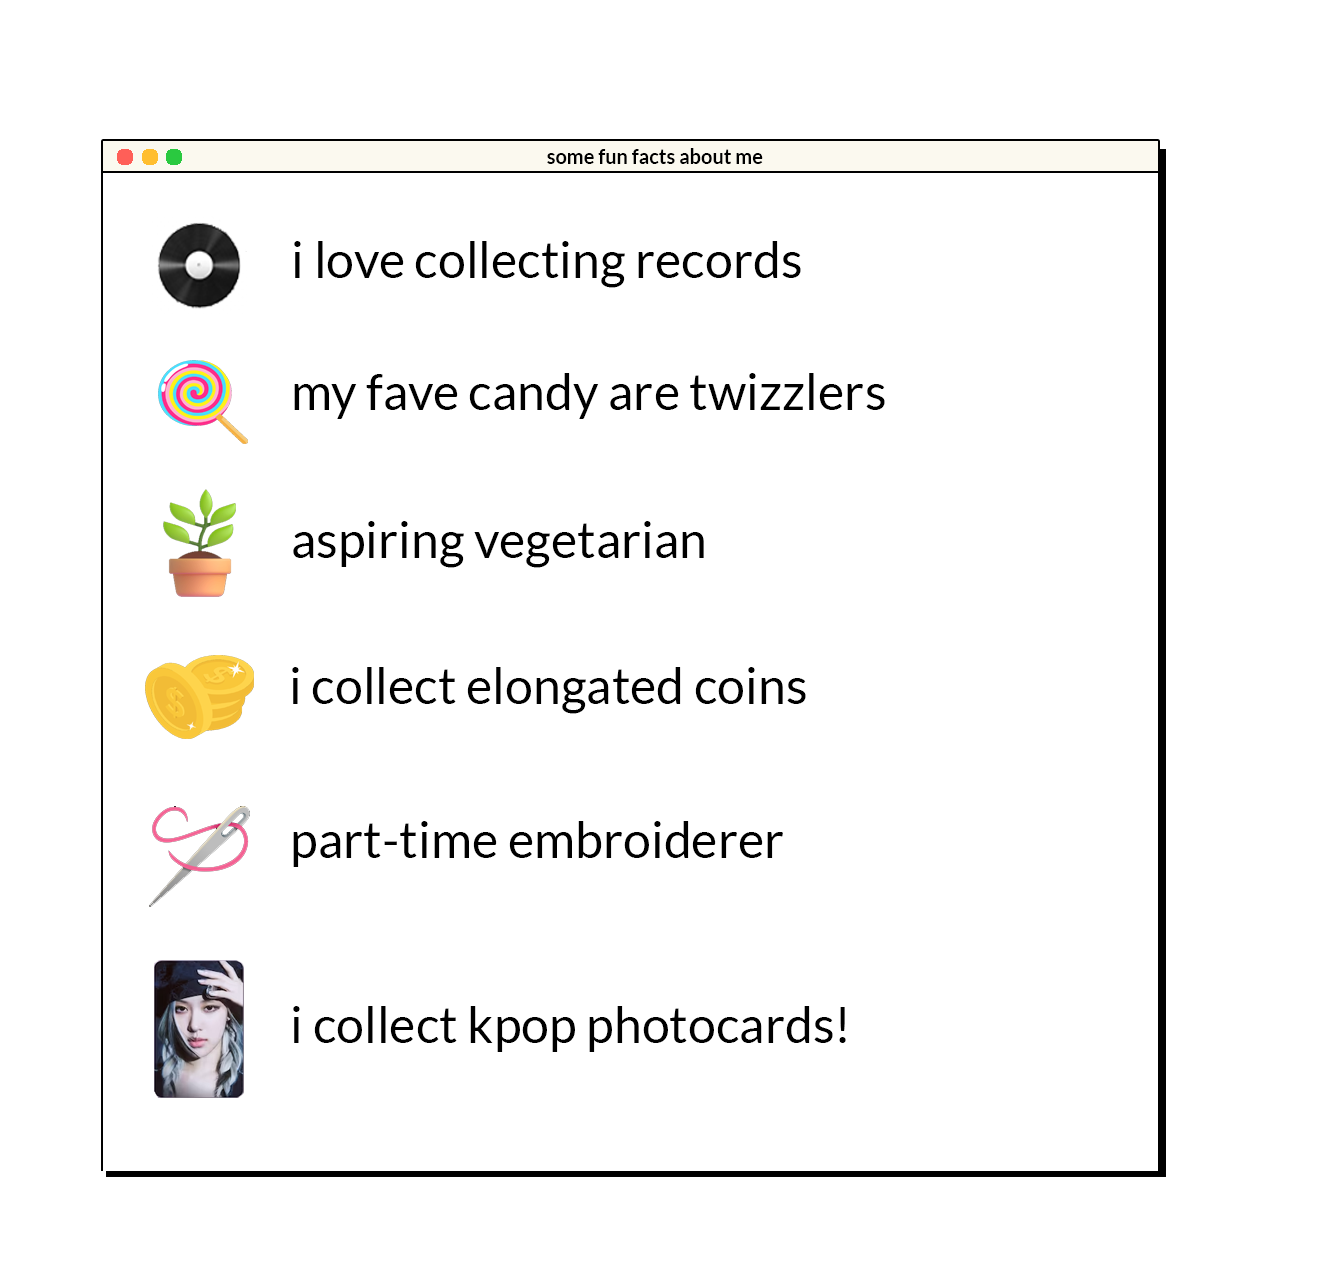 some fun facts about me
i love collecting records
my fave candy are twizzlers
aspiring vegetarian
i collect elongated coins
part-time embroiderer
i collect kpop photocards!